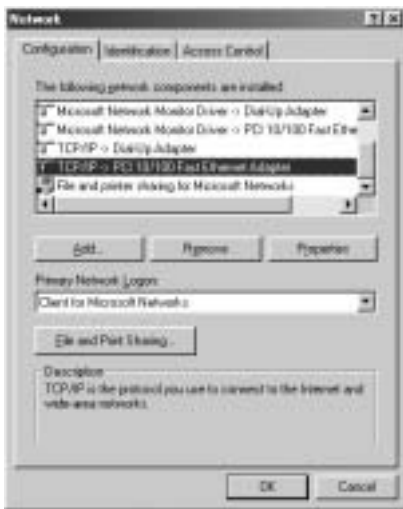 Network
Configuration Identification Access Control
The following network components are installed:
Microsoft Network Monitor Driver -> Dial-Up Adapter
Microsoft Network Monitor Driver -> PCI 10/100 Fast Ethe
TCP/IP -> Dial-Up Adapter
TCP/IP -> PCI 10/100 Fast Ethernet Adapter
File and printer sharing for Microsoft Networks
Add... Remove Properties
Primary Network Logon:
Client for Microsoft Networks
File and Print Sharing...
Description
TCP/IP is the protocol you use to connect to the Internet and
wide-area networks.
OK Cancel